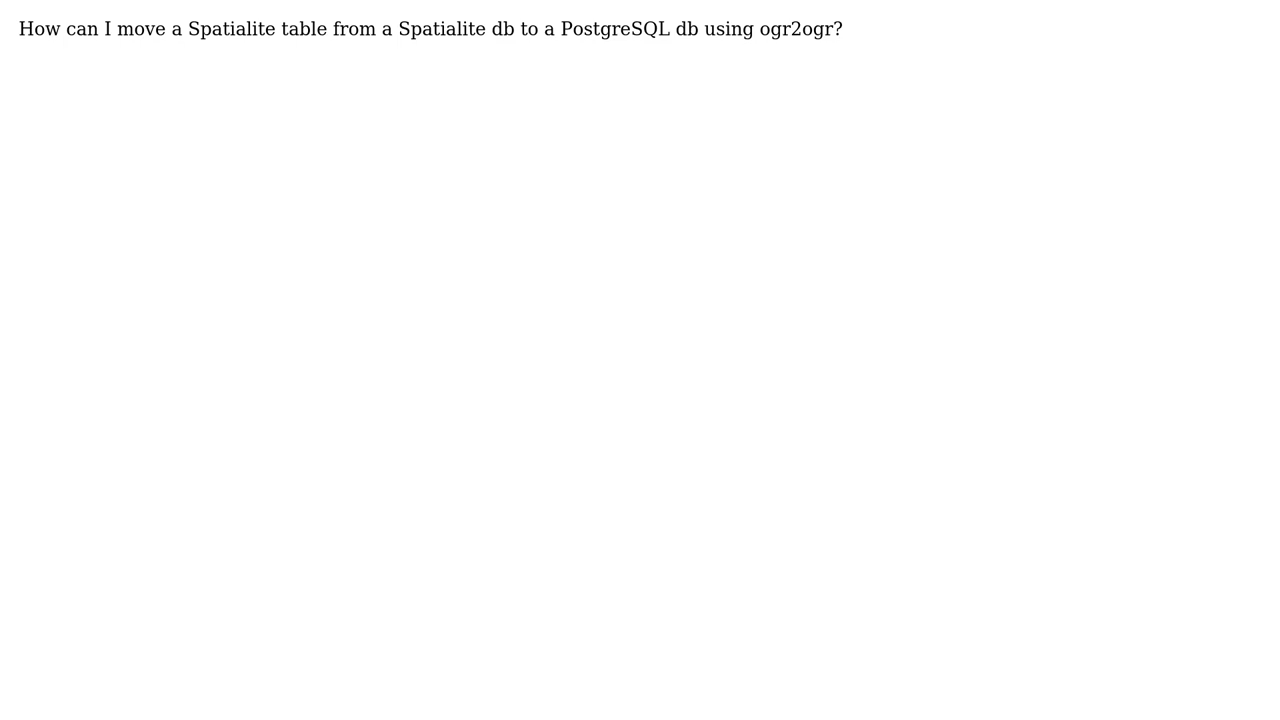 How can I move a Spatialite table from a Spatialite db to a PostgreSQL db using ogr2ogr?